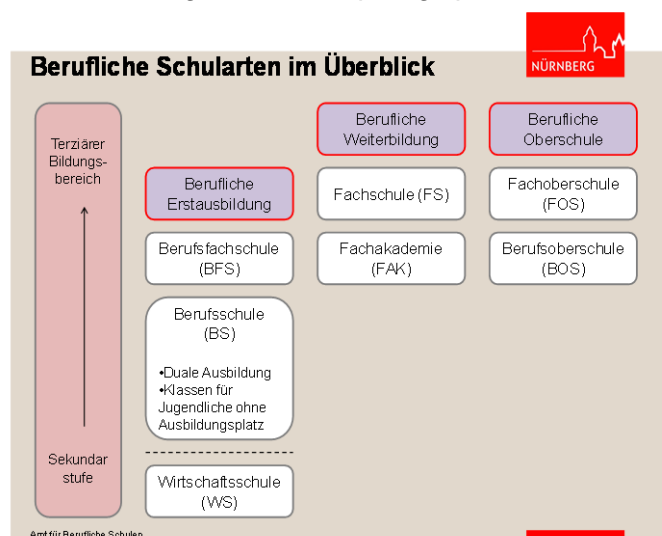 NÜRNBERG
Berufliche Schularten im Überblick
Terziärer
Bildungs-
bereich
Sekundar
stufe
Berufliche
Erstausbildung
Berufsfachschule
(BFS)
Berufsschule
(BS)
•Duale Ausbildung
•Klassen für
Jugendliche ohne
Ausbildungsplatz
Wirtschaftsschule
(WS)
Berufliche
Weiterbildung
Fachschule (FS)
Fachakademie
(FAK)
Berufliche
Oberschule
Fachoberschule
(FOS)
Berufsoberschule
(BOS)
Amt für Berufliche Schulen